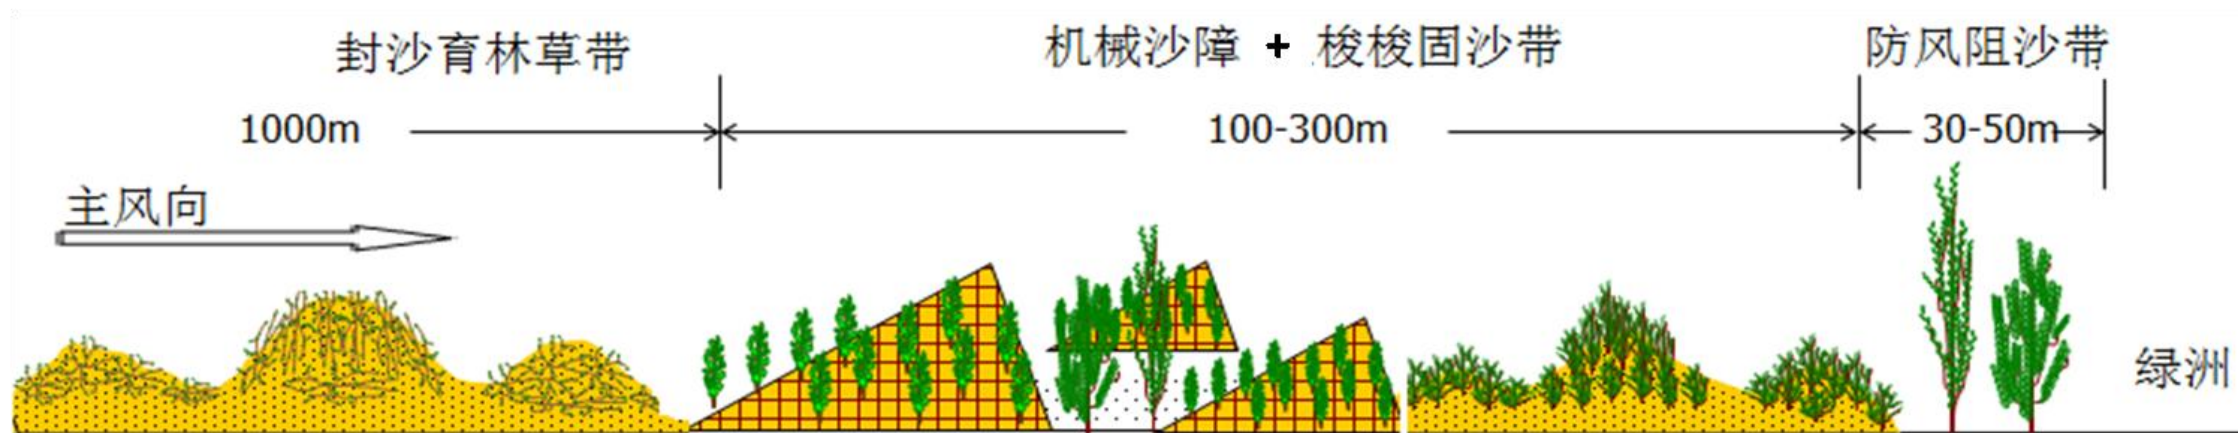 封沙育林草带
机械沙障 + 梭梭固沙带
防风阻沙带
1000m
100-300m
30-50m
主风向
绿洲